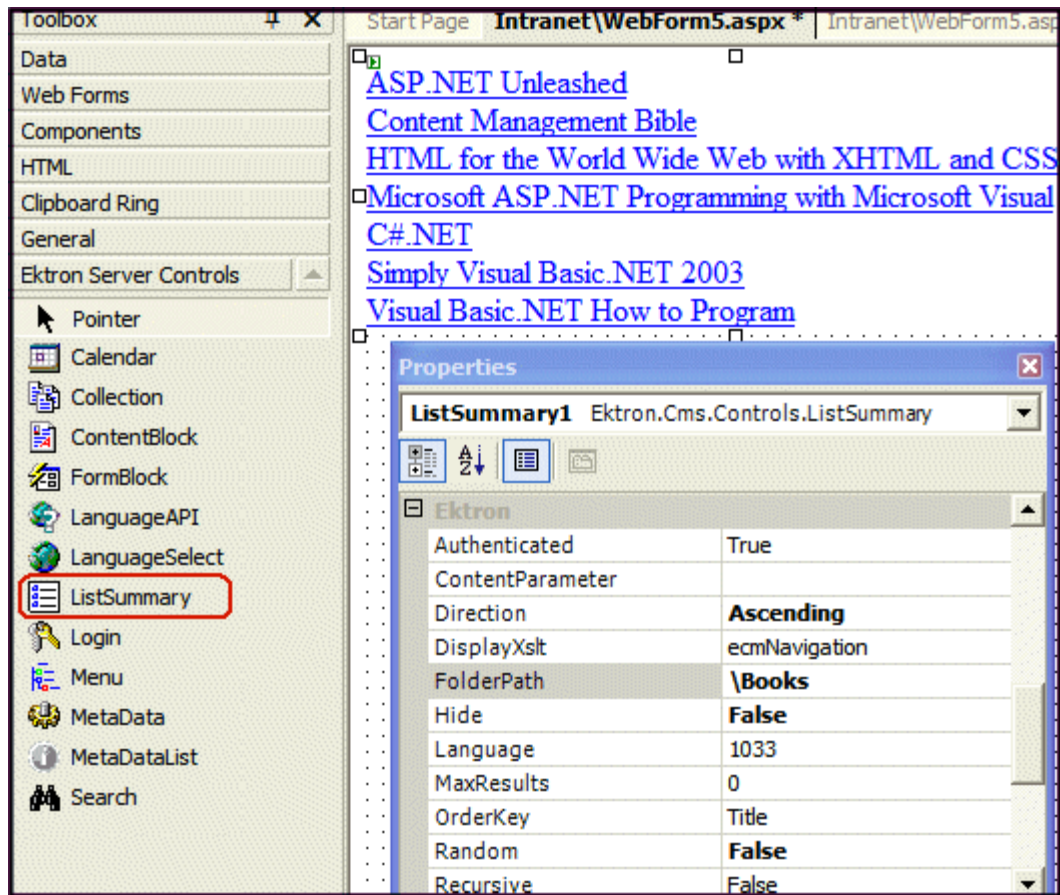 Toolbox
Data
Web Forms
Components
HTML
Clipboard Ring
General
Ektron Server Controls
Pointer
Calendar
Collection
ContentBlock
FormBlock
LanguageAPI
LanguageSelect
ListSummary
Login
Menu
MetaData
MetaDataList
Search
Start Page Intranet\WebForm5.aspx * Intranet\WebForm5.asp
ASP.NET Unleashed
Content Management Bible
HTML for the World Wide Web with XHTML and CSS
Microsoft ASP.NET Programming with Microsoft Visual
C#.NET
Simply Visual Basic.NET 2003
Visual Basic.NET How to Program
Properties
ListSummary1 Ektron.Cms.Controls.ListSummary
Ektron
Authenticated True
ContentParameter
Direction Ascending
DisplayXslt ecmNavigation
FolderPath \Books
Hide False
Language 1033
MaxResults 0
OrderKey Title
Random False
Recursive False